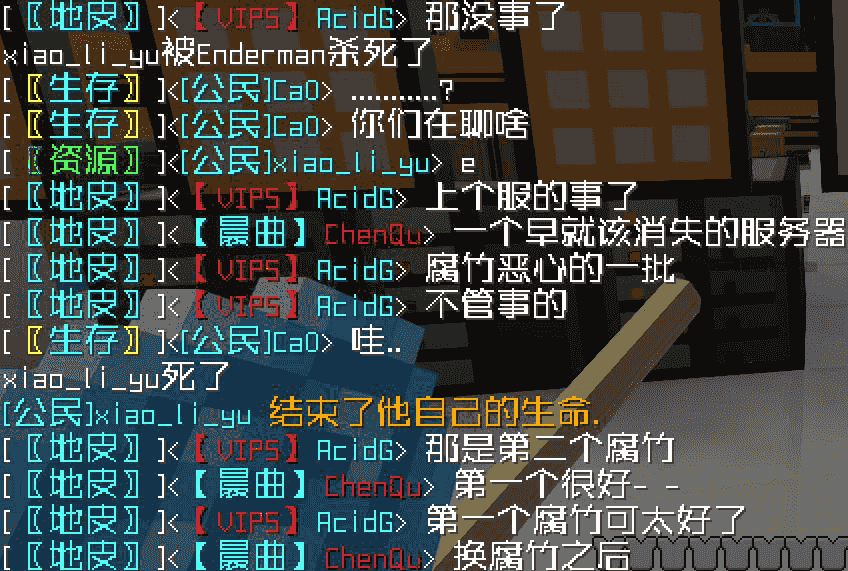 [〖地皮〗]<【VIPS】AcidG> 那没事了
xiao_li_yu被Enderman杀死了
[〖生存〗]<[公民]CaO> ...........?
[〖生存〗]<[公民]CaO> 你们在聊啥
[〖资源〗]<[公民]xiao_li_yu> e
[〖地皮〗]<【VIPS】AcidG> 上个服的事了
[〖地皮〗]<【晨曲】ChenQu> 一个早就该消失的服务器
[〖地皮〗]<【VIPS】AcidG> 腐竹恶心的一批
[〖地皮〗]<【VIPS】AcidG> 不管事的
[〖生存〗]<[公民]CaO> 哇..
xiao_li_yu死了
[公民]xiao_li_yu 结束了他自己的生命.
[〖地皮〗]<【VIPS】AcidG> 那是第二个腐竹
[〖地皮〗]<【晨曲】ChenQu> 第一个很好- -
[〖地皮〗]<【VIPS】AcidG> 第一个腐竹可太好了
[〖地皮〗]<【晨曲】ChenQu> 换腐竹之后